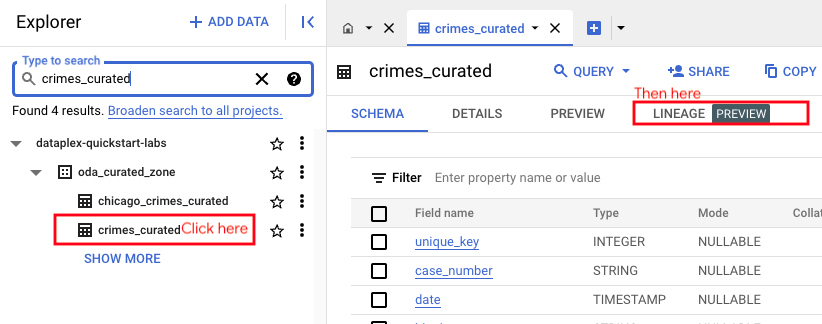 Explorer
+ ADD DATA
Type to search
crimes_curated
Found 4 results. Broaden search to all projects.
dataplex-quickstart-labs
oda_curated_zone
chicago_crimes_curated
crimes_curated Click here
SHOW MORE
crimes_curated
crimes_curated
QUERY
SHARE
COPY
Then here
SCHEMA
DETAILS
PREVIEW
LINEAGE PREVIEW
Filter Enter property name or value
Field name Type Mode
unique_key INTEGER NULLABLE
case_number STRING NULLABLE
date TIMESTAMP NULLABLE